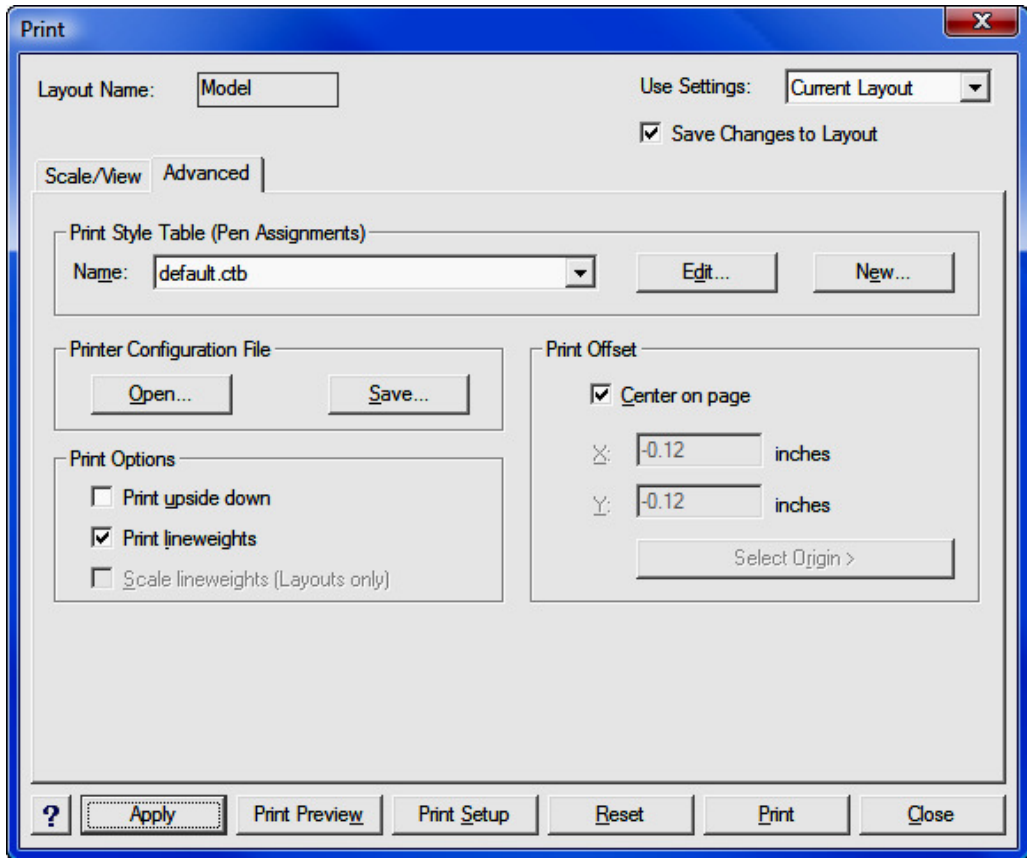 Print
X
Layout Name: Model
Use Settings: Current Layout
Save Changes to Layout
Scale/View Advanced
Print Style Table (Pen Assignments)
Name: default.ctb Edit... New...
Printer Configuration File
Open... Save...
Print Offset
Center on page
X: -0.12 inches
Y: -0.12 inches
Select Origin >
Print Options
Print upside down
Print lineweights
Scale lineweights (Layouts only)
? Apply Print Preview Print Setup Reset Print Close